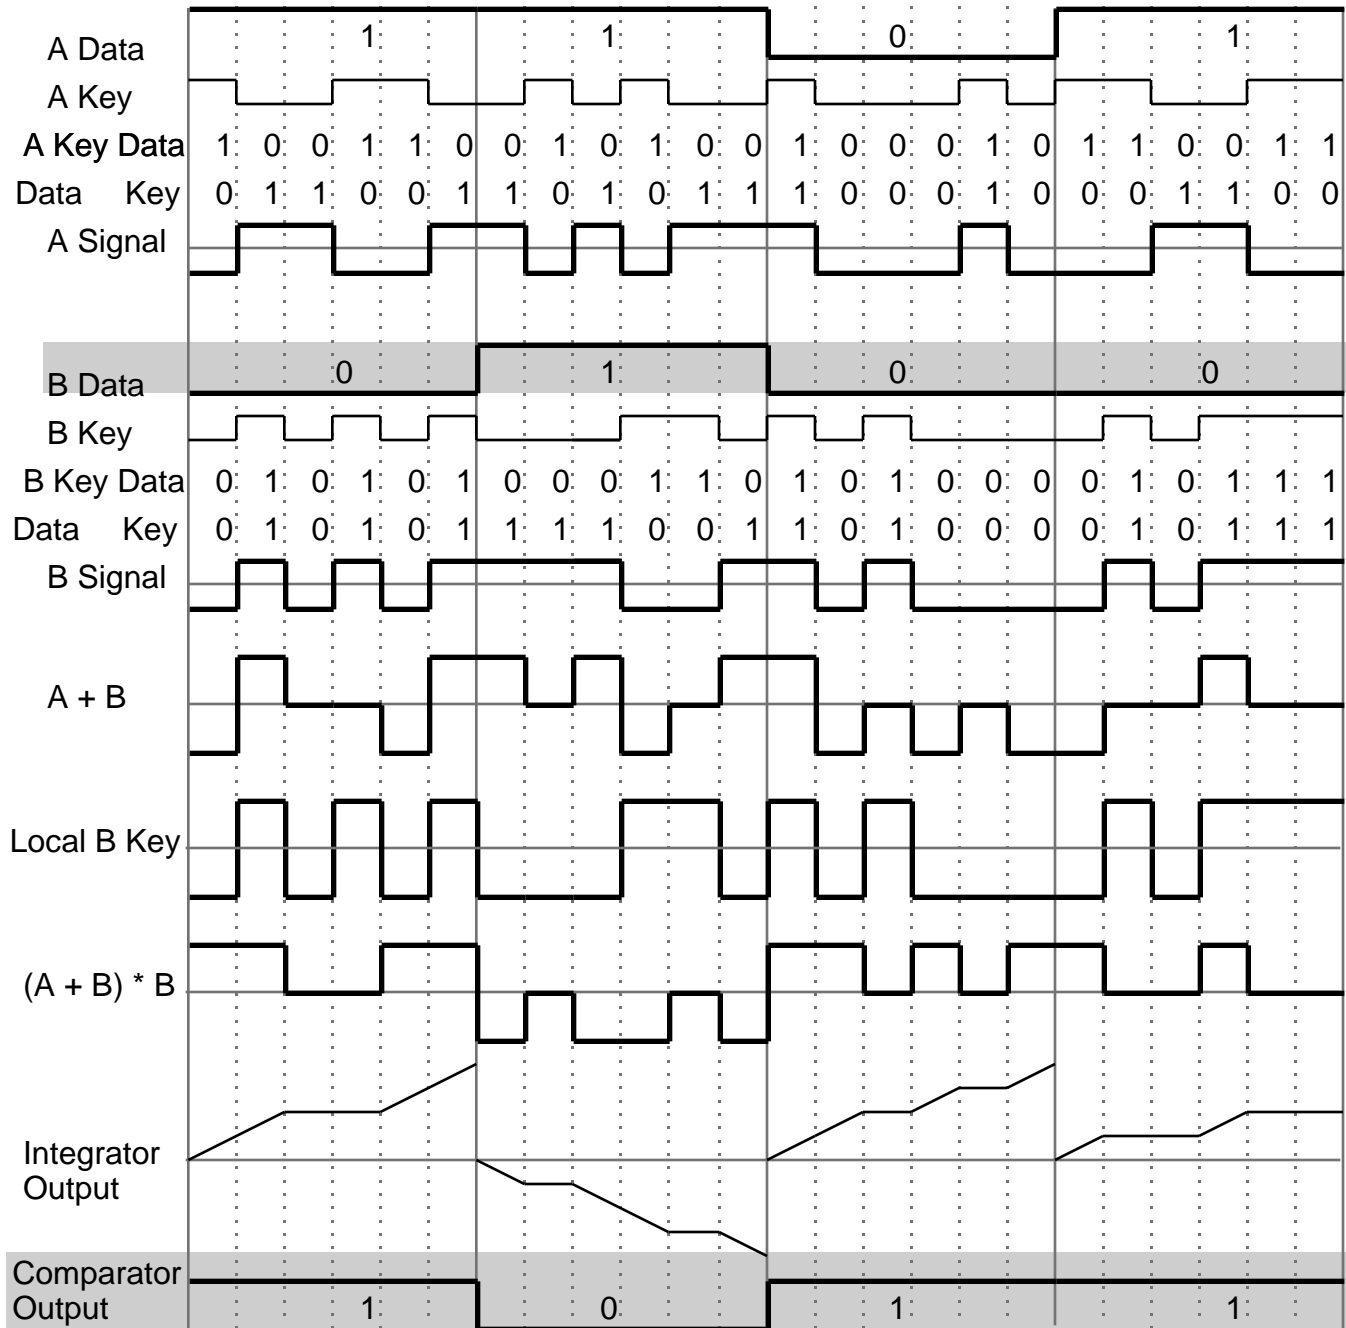 A Data 1 1 0 1
A Key
A Key Data 1 0 0 1 1 0 0 1 0 1 0 0 1 0 0 0 1 0 1 1 0 0 1 1
Data Key 0 1 1 0 0 1 1 0 1 0 1 1 1 0 0 0 1 0 0 0 1 1 0 0
A Signal
B Data 0 1 0 0
B Key
B Key Data 0 1 0 1 0 1 0 0 0 1 1 0 1 0 1 0 0 0 0 1 0 1 1 1
Data Key 0 1 0 1 0 1 1 1 1 0 0 1 1 0 1 0 0 0 0 1 0 1 1 1
B Signal
A + B
Local B Key
(A + B) * B
Integrator
Output
Comparator
Output 1 0 1 1